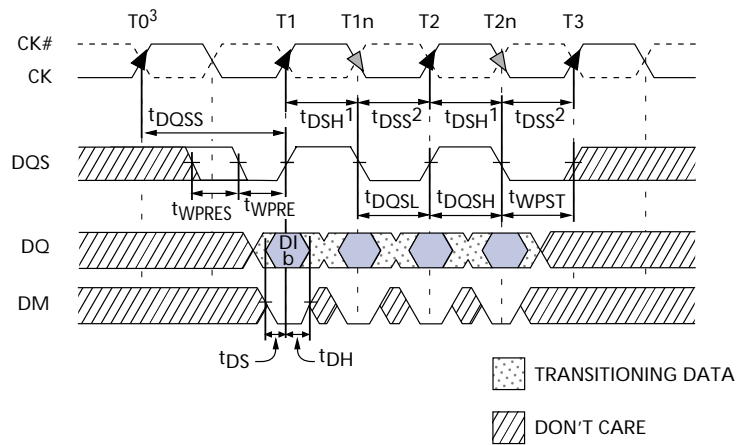 T0³ T1 T1n T2 T2n T3
CK#
CK
tDSH¹ tDSS² tDSH¹ tDSS²
tDQSS
DQS
tWPRES tWPRE tDQSL tDQSH tWPST
DQ
DI
b
DM
tDS tDH
TRANSITIONING DATA
DON'T CARE